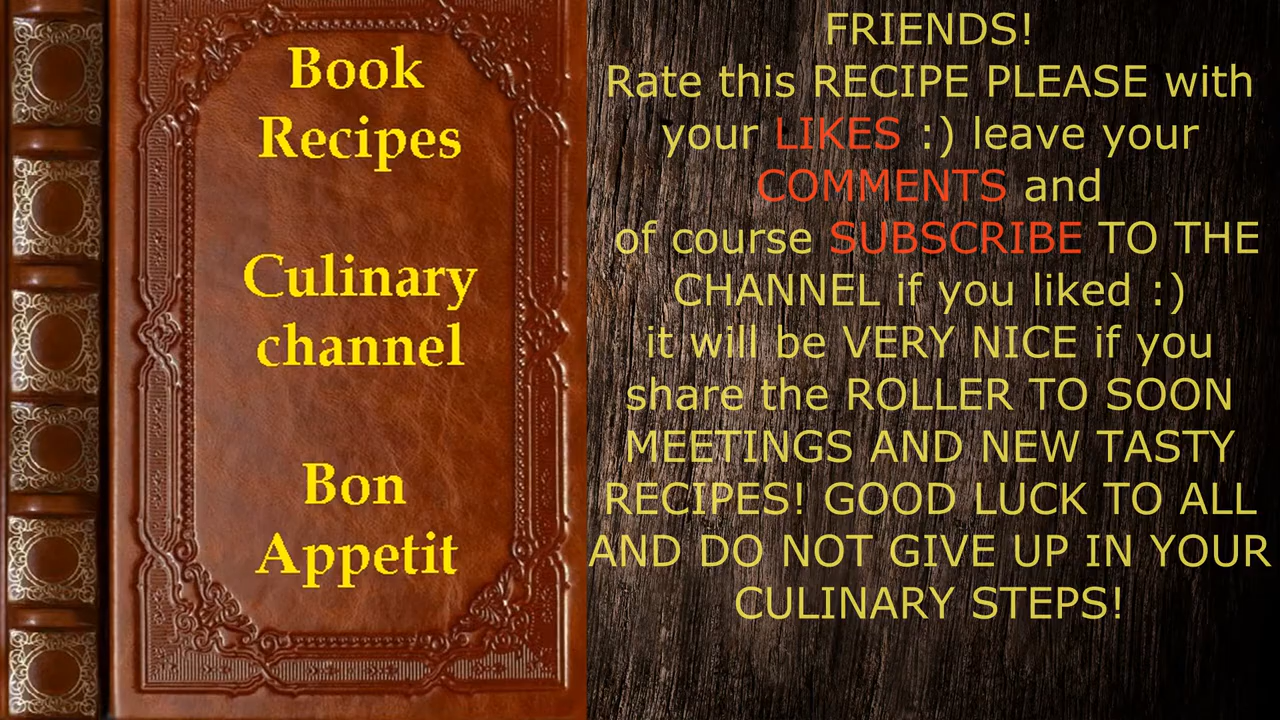 Book
Recipes
Culinary
channel
Bon
Appetit
FRIENDS!
Rate this RECIPE PLEASE with
your LIKES :) leave your
COMMENTS and
of course SUBSCRIBE TO THE
CHANNEL if you liked :)
it will be VERY NICE if you
share the ROLLER TO SOON
MEETINGS AND NEW TASTY
RECIPES! GOOD LUCK TO ALL
AND DO NOT GIVE UP IN YOUR
CULINARY STEPS!